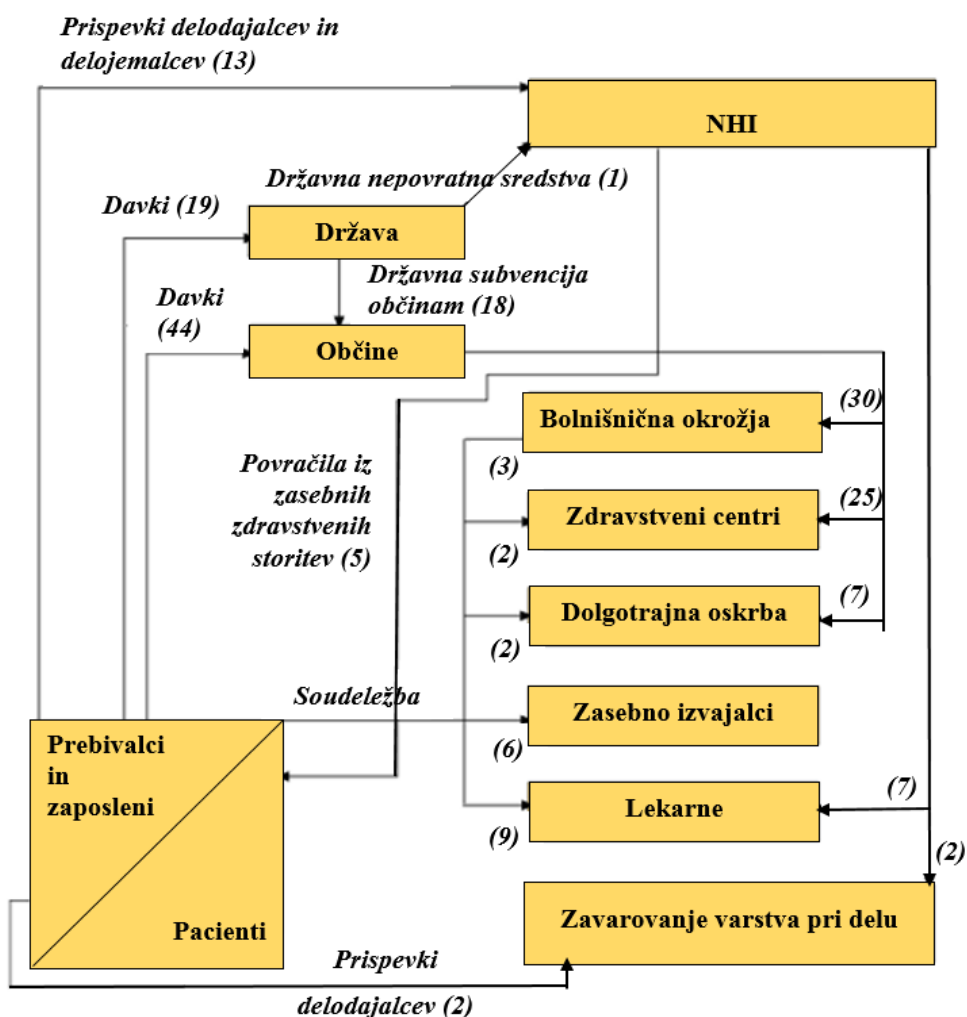 Prispevki delodajalcev in
delojemalcev (13)
NHI
Državna nepovratna sredstva (1)
Davki (19)
Država
Državna subvencija
občinam (18)
Davki
(44)
Občine
(30)
Bolnišnična okrožja
(3)
Povračila iz
zasebnih
zdravstvenih
storitev (5)
(25)
Zdravstveni centri
(2)
(7)
Dolgotrajna oskrba
(2)
Soudeležba
Zasebno izvajalci
(6)
Prebivalci
in
zaposleni
Pacienti
(7)
Lekarne
(9)
(2)
Zavarovanje varstva pri delu
Prispevki
delodajalcev (2)